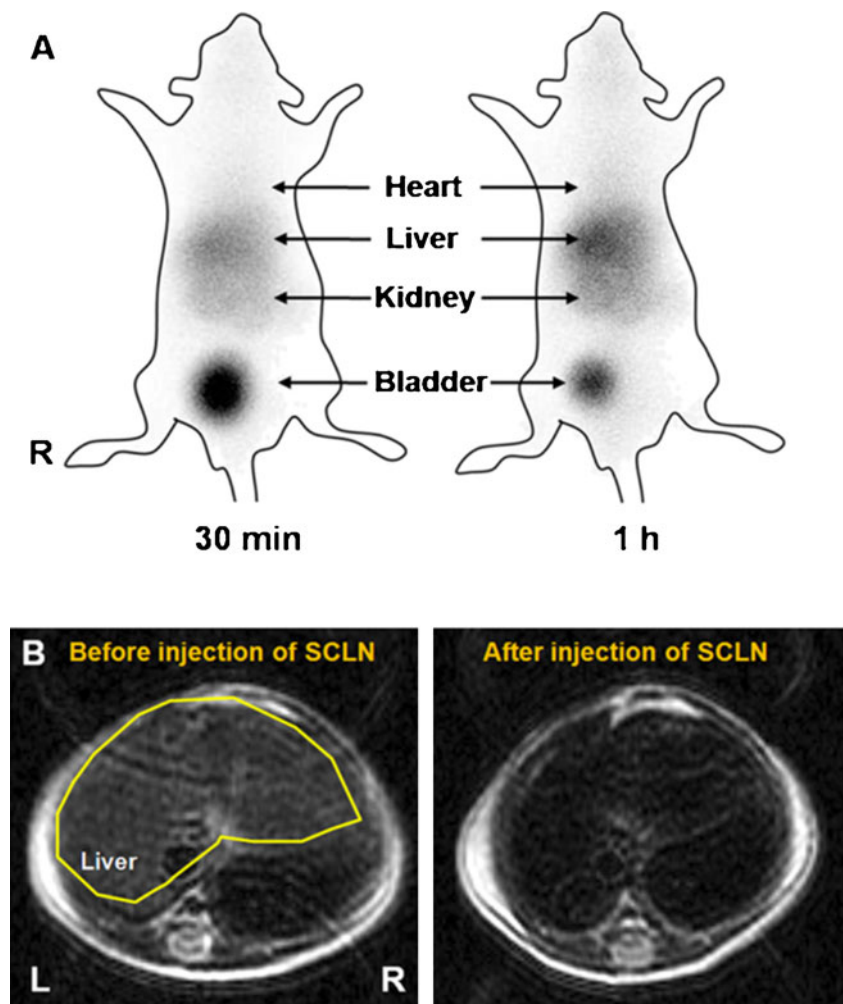 A
Heart
Liver
Kidney
Bladder
R
30 min
1 h
B Before injection of SCLN
After injection of SCLN
Liver
L
R